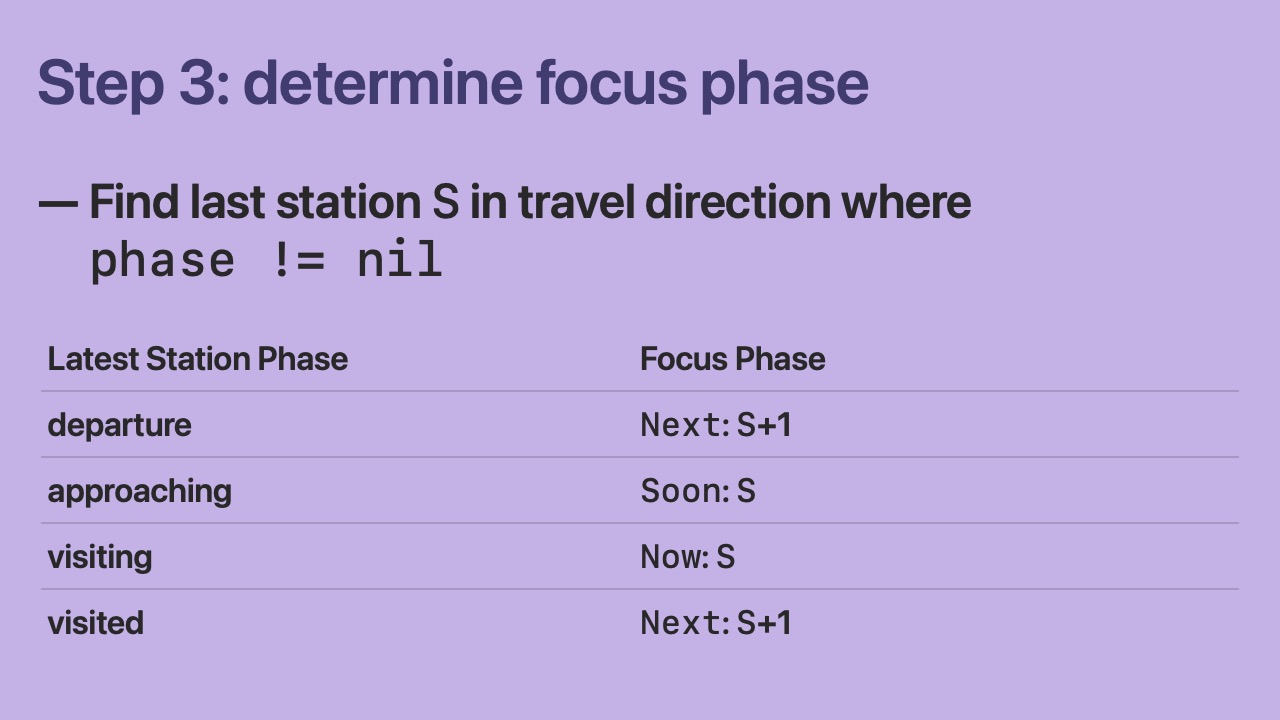 Step 3: determine focus phase
— Find last station S in travel direction where
phase != nil
Latest Station Phase Focus Phase
departure Next: S+1
approaching Soon: S
visiting Now: S
visited Next: S+1